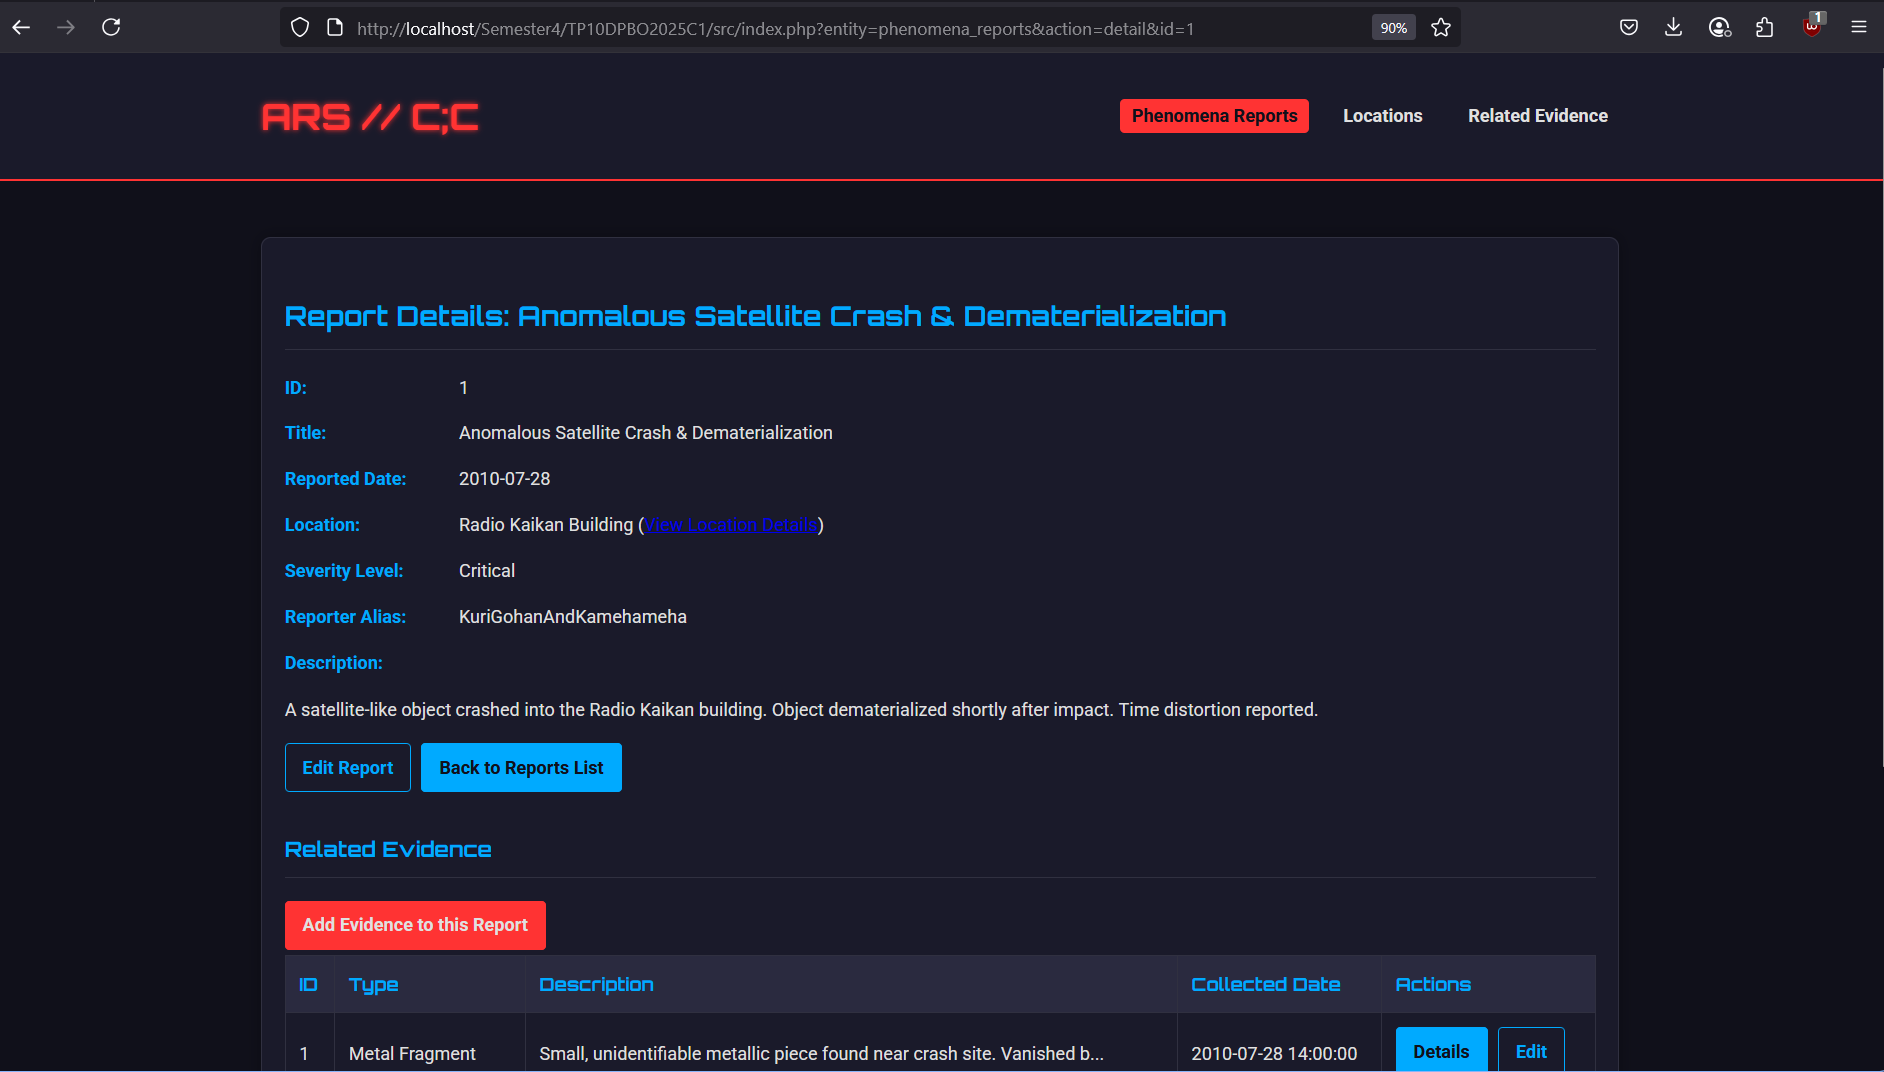 http://localhost/Semester4/TP10DPBO2025C1/src/index.php?entity=phenomena_reports&action=detail&id=1
90%
1
ARS // C;C
Phenomena Reports
Locations
Related Evidence
Report Details: Anomalous Satellite Crash & Dematerialization
ID: 1
Title: Anomalous Satellite Crash & Dematerialization
Reported Date: 2010-07-28
Location: Radio Kaikan Building (View Location Details)
Severity Level: Critical
Reporter Alias: KuriGohanAndKamehameha
Description:
A satellite-like object crashed into the Radio Kaikan building. Object dematerialized shortly after impact. Time distortion reported.
Edit Report
Back to Reports List
Related Evidence
Add Evidence to this Report
ID Type Description Collected Date Actions
1 Metal Fragment Small, unidentifiable metallic piece found near crash site. Vanished b... 2010-07-28 14:00:00 Details Edit